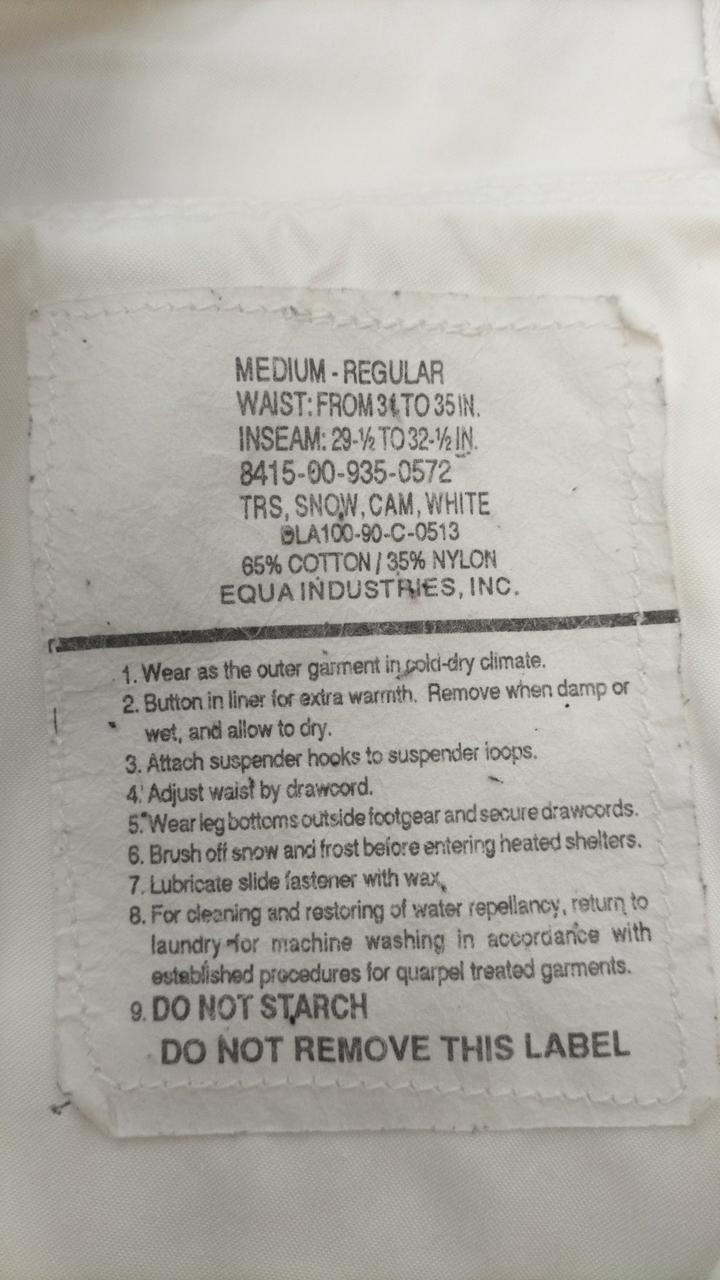 MEDIUM - REGULAR
WAIST: FROM 31 TO 35 IN.
INSEAM: 29-½ TO 32-½ IN.
8415-00-935-0572
TRS, SNOW, CAM, WHITE
DLA100-90-C-0513
65% COTTON / 35% NYLON
EQUA INDUSTRIES, INC.
1. Wear as the outer garment in cold-dry climate.
2. Button in liner for extra warmth. Remove when damp or
wet, and allow to dry.
3. Attach suspender hooks to suspender loops.
4. Adjust waist by drawcord.
5. Wear leg bottoms outside footgear and secure drawcords.
6. Brush off snow and frost before entering heated shelters.
7. Lubricate slide fastener with wax.
8. For cleaning and restoring of water repellancy, return to
laundry for machine washing in accordance with
established procedures for quarpel treated garments.
9. DO NOT STARCH
DO NOT REMOVE THIS LABEL